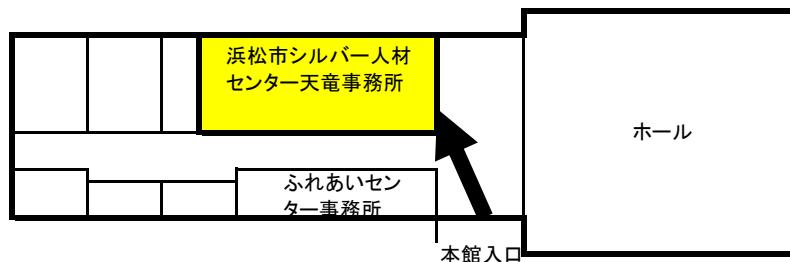 浜松市シルバー人材
センター天竜事務所
ホール
ふれあいセン
ター事務所
本館入口